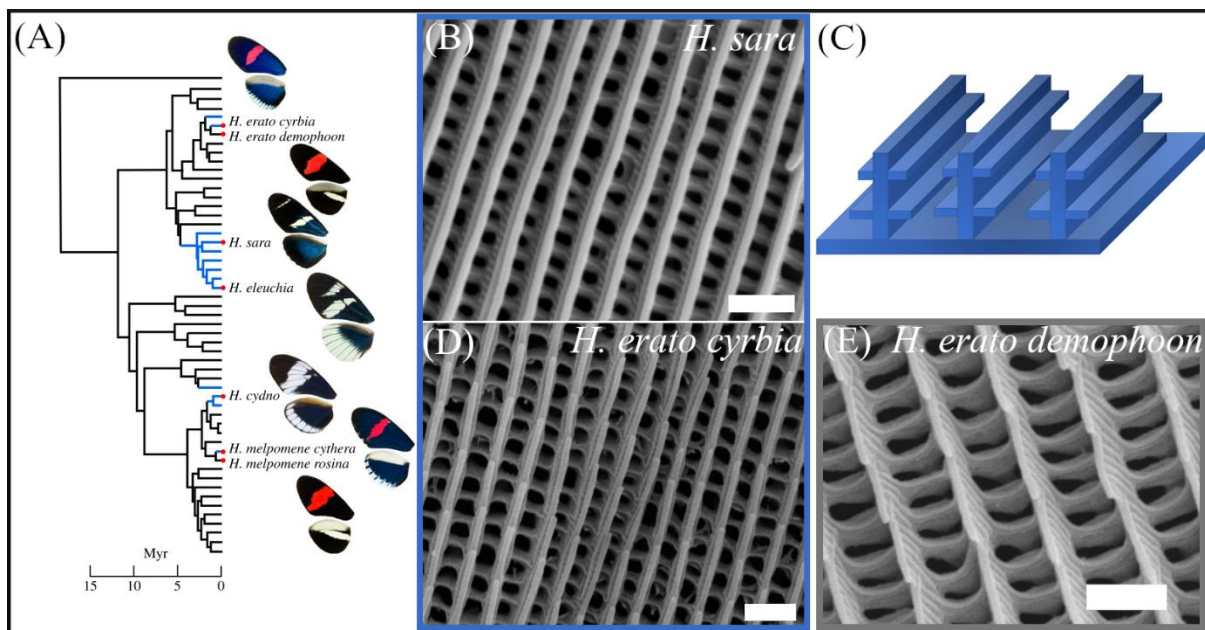 (A)
H. erato cyrbia
H. erato demophoon
H. sara
H. eleuchia
H. cydno
H. melpomene cythera
H. melpomene rosina
Myr
15 10 5 0
(B) H. sara
(C)
(D) H. erato cyrbia
(E) H. erato demophoon